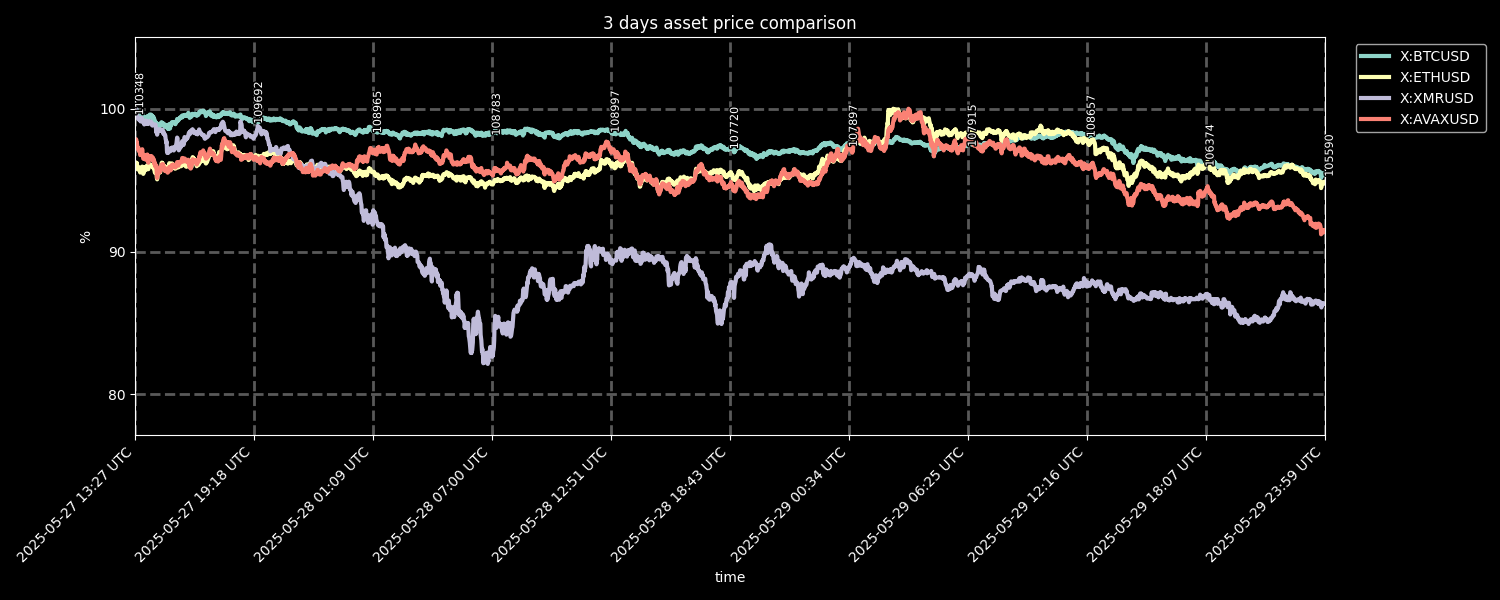 3 days asset price comparison
X:BTCUSD
X:ETHUSD
X:XMRUSD
X:AVAXUSD
110348
109692
108965
108783
108997
107720
107897
107915
108657
106374
105590
100
90
80
%
2025-05-27 13:27 UTC
2025-05-27 19:18 UTC
2025-05-28 01:09 UTC
2025-05-28 07:00 UTC
2025-05-28 12:51 UTC
2025-05-28 18:43 UTC
2025-05-29 00:34 UTC
2025-05-29 06:25 UTC
2025-05-29 12:16 UTC
2025-05-29 18:07 UTC
2025-05-29 23:59 UTC
time